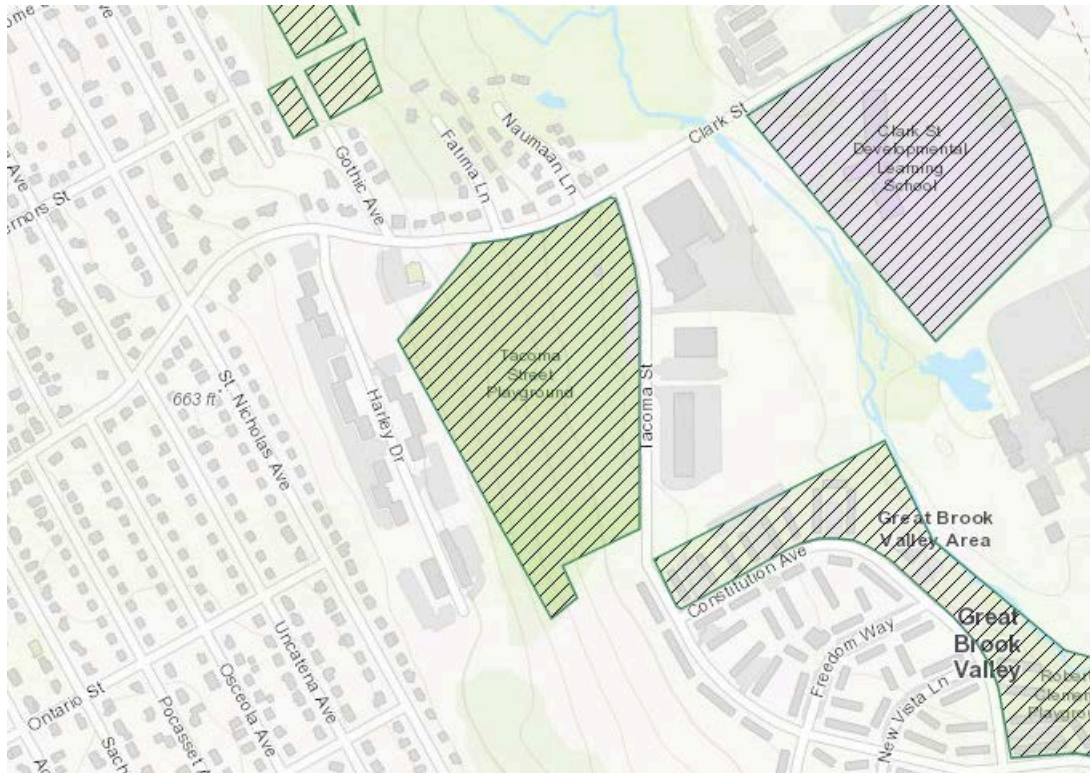 Clark St
Naumaan Ln
Fatima Ln
Gothic Ave
Clark St
Developmental
Learning
School
Ave
Tacoma
Street
Playground
Tacoma St
663 ft
St. Nicholas Ave
Harley Dr
Great Brook
Valley Area
Constitution Ave
Great
Brook
Valley
Freedom Way
New Vista Ln
Uncatena Ave
Osceola Ave
Ontario St
Pocasset